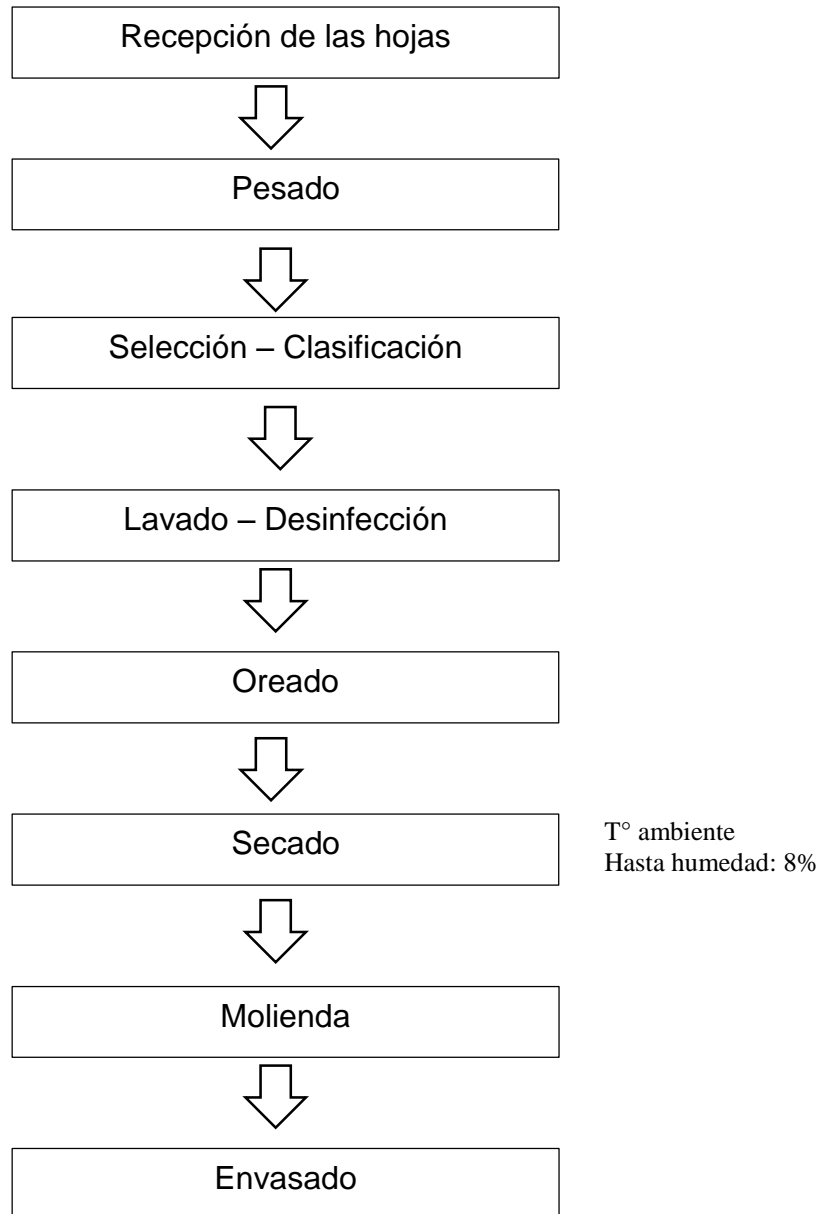 Recepción de las hojas
Pesado
Selección – Clasificación
Lavado – Desinfección
Oreado
Secado
T° ambiente
Hasta humedad: 8%
Molienda
Envasado